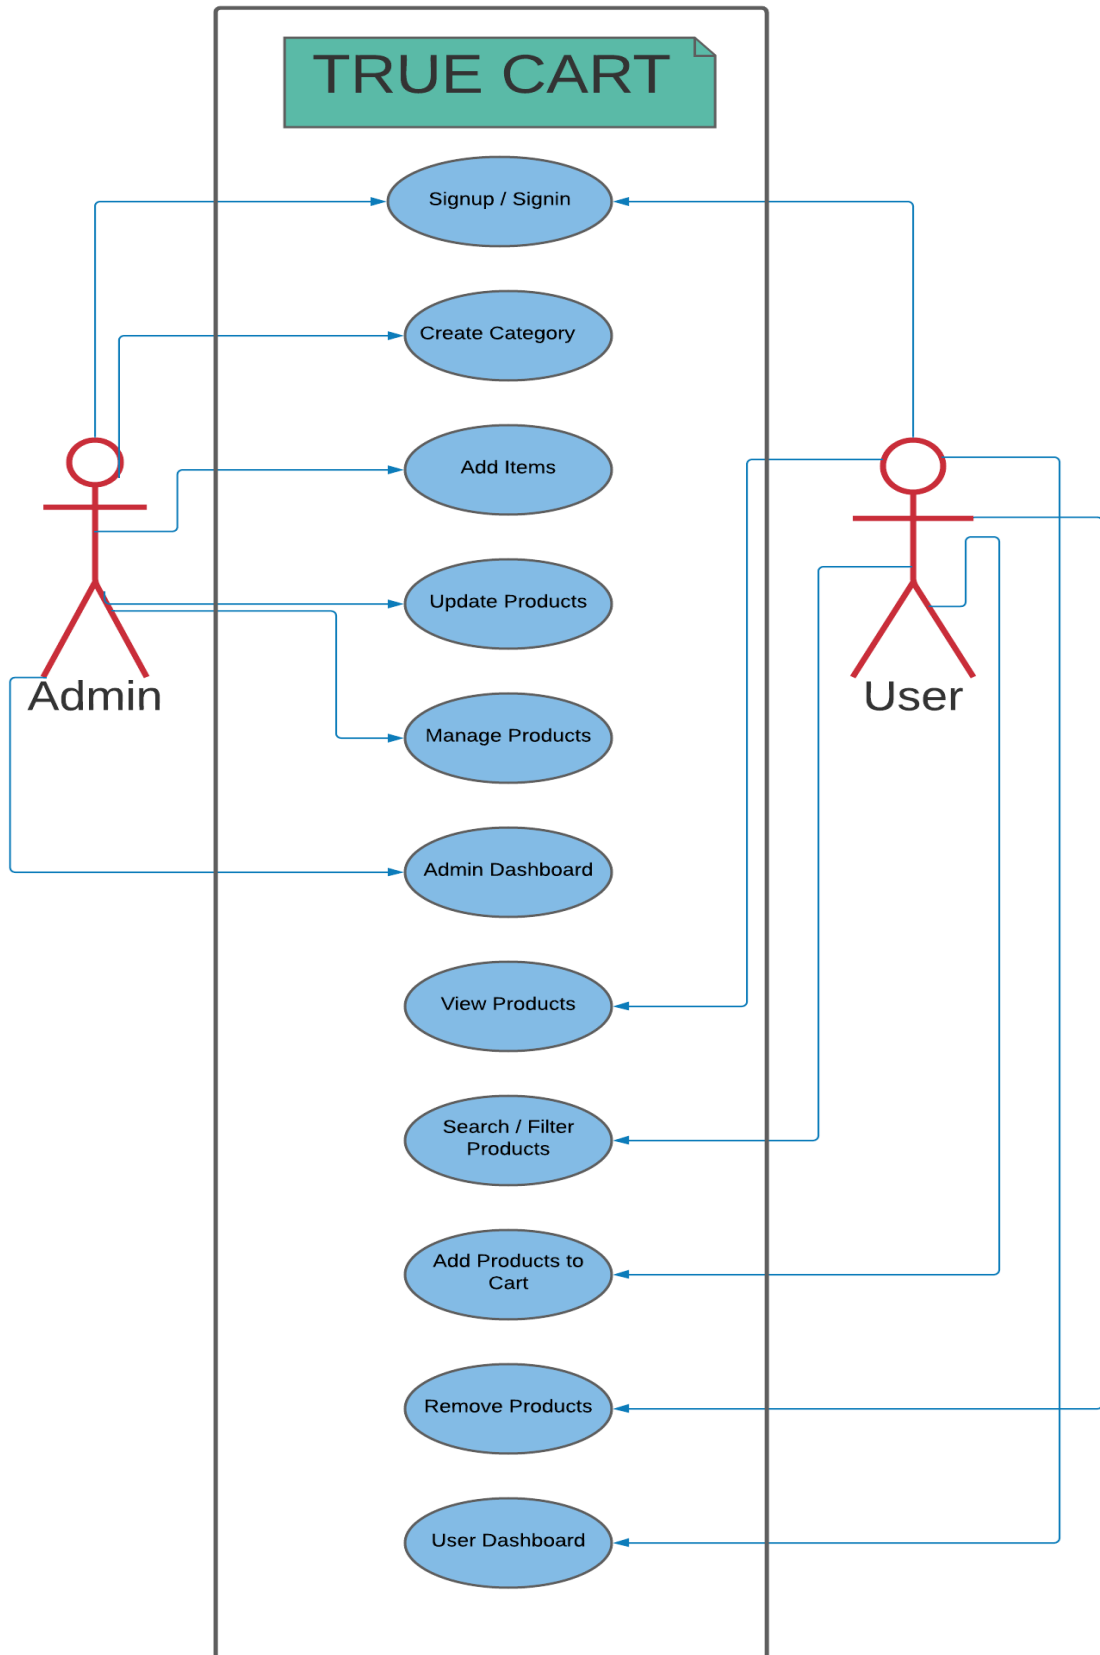 TRUE CART
Signup / Signin
Create Category
Add Items
Update Products
Manage Products
Admin
User
Admin Dashboard
View Products
Search / Filter
Products
Add Products to
Cart
Remove Products
User Dashboard